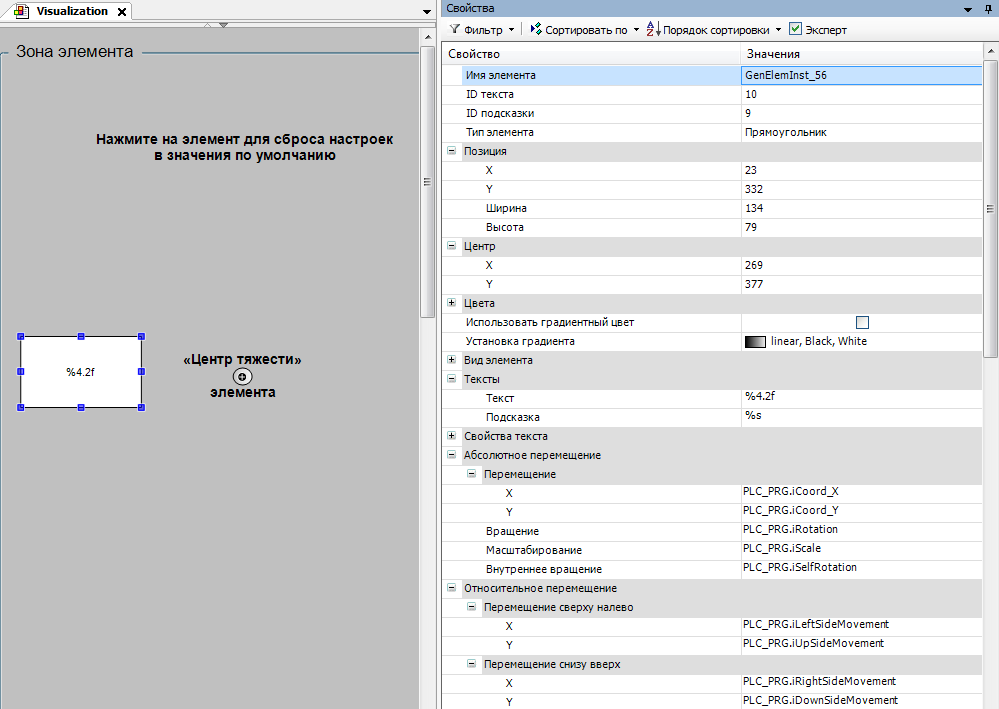 Visualization
Зона элемента
Нажмите на элемент для сброса настроек
в значения по умолчанию
%4.2f
«Центр тяжести»
элемента
Свойства
Фильтр Сортировать по Порядок сортировки Эксперт
Свойство Значения
Имя элемента GenElemInst_56
ID текста 10
ID подсказки 9
Тип элемента Прямоугольник
Позиция
X 23
Y 332
Ширина 134
Высота 79
Центр
X 269
Y 377
Цвета
Использовать градиентный цвет
Установка градиента linear, Black, White
Вид элемента
Тексты
Текст %4.2f
Подсказка %s
Свойства текста
Абсолютное перемещение
Перемещение
X PLC_PRG.iCoord_X
Y PLC_PRG.iCoord_Y
Вращение PLC_PRG.iRotation
Масштабирование PLC_PRG.iScale
Внутреннее вращение PLC_PRG.iSelfRotation
Относительное перемещение
Перемещение сверху налево
X PLC_PRG.iLeftSideMovement
Y PLC_PRG.iUpSideMovement
Перемещение снизу вверх
X PLC_PRG.iRightSideMovement
Y PLC_PRG.iDownSideMovement